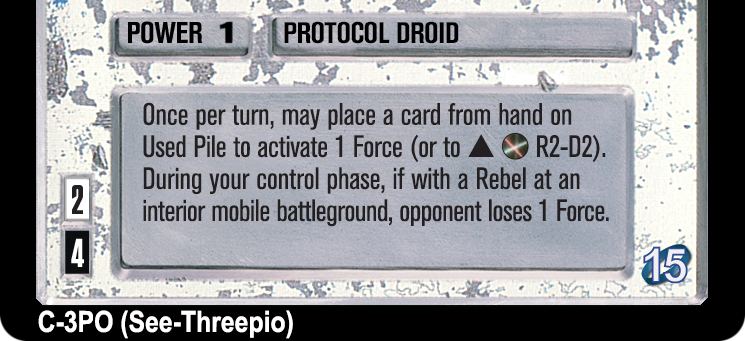 POWER 1 PROTOCOL DROID
Once per turn, may place a card from hand on
Used Pile to activate 1 Force (or to ▲ R2-D2).
During your control phase, if with a Rebel at an
interior mobile battleground, opponent loses 1 Force.
2
4
15
C-3PO (See-Threepio)